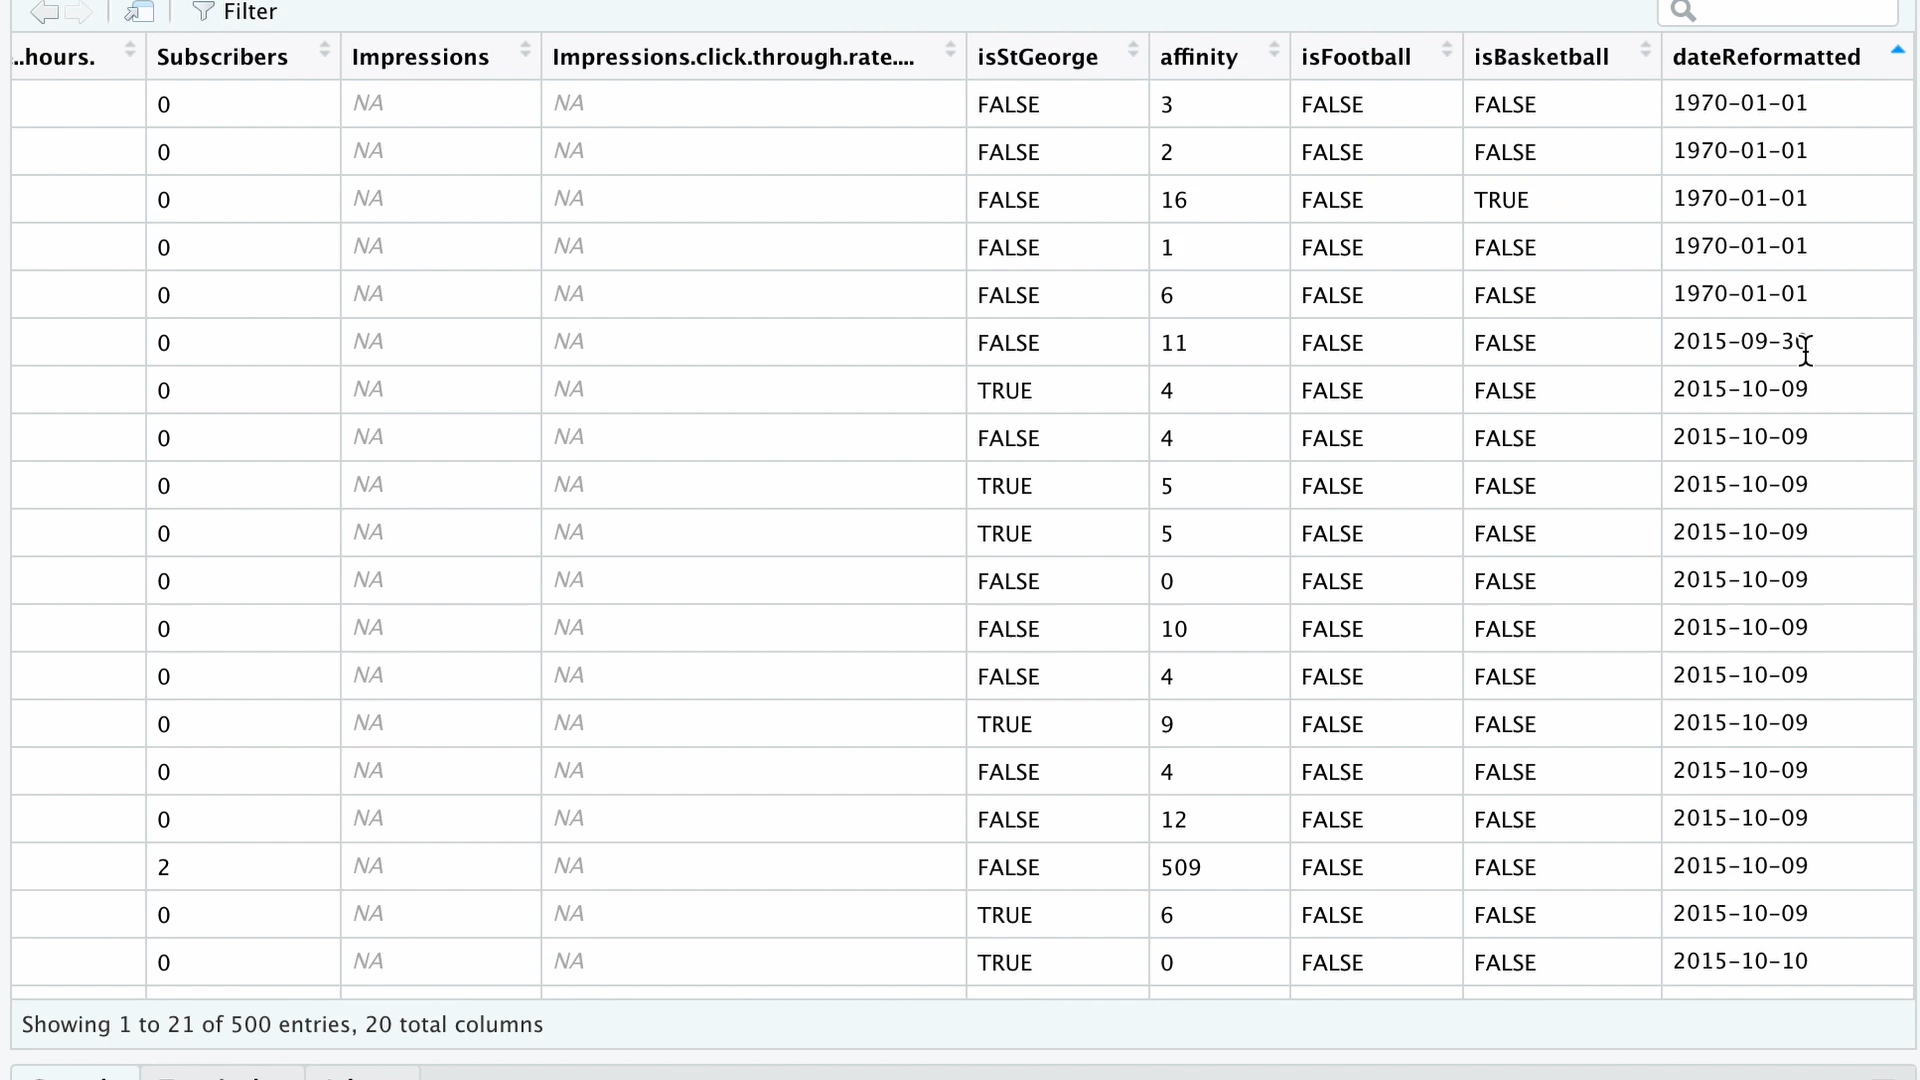 Filter
..hours. Subscribers Impressions Impressions.click.through.rate.... isStGeorge affinity isFootball isBasketball dateReformatted
0 NA NA FALSE 3 FALSE FALSE 1970-01-01
0 NA NA FALSE 2 FALSE FALSE 1970-01-01
0 NA NA FALSE 16 FALSE TRUE 1970-01-01
0 NA NA FALSE 1 FALSE FALSE 1970-01-01
0 NA NA FALSE 6 FALSE FALSE 1970-01-01
0 NA NA FALSE 11 FALSE FALSE 2015-09-30
0 NA NA TRUE 4 FALSE FALSE 2015-10-09
0 NA NA FALSE 4 FALSE FALSE 2015-10-09
0 NA NA TRUE 5 FALSE FALSE 2015-10-09
0 NA NA TRUE 5 FALSE FALSE 2015-10-09
0 NA NA FALSE 0 FALSE FALSE 2015-10-09
0 NA NA FALSE 10 FALSE FALSE 2015-10-09
0 NA NA FALSE 4 FALSE FALSE 2015-10-09
0 NA NA TRUE 9 FALSE FALSE 2015-10-09
0 NA NA FALSE 4 FALSE FALSE 2015-10-09
0 NA NA FALSE 12 FALSE FALSE 2015-10-09
2 NA NA FALSE 509 FALSE FALSE 2015-10-09
0 NA NA TRUE 6 FALSE FALSE 2015-10-09
0 NA NA TRUE 0 FALSE FALSE 2015-10-10
Showing 1 to 21 of 500 entries, 20 total columns